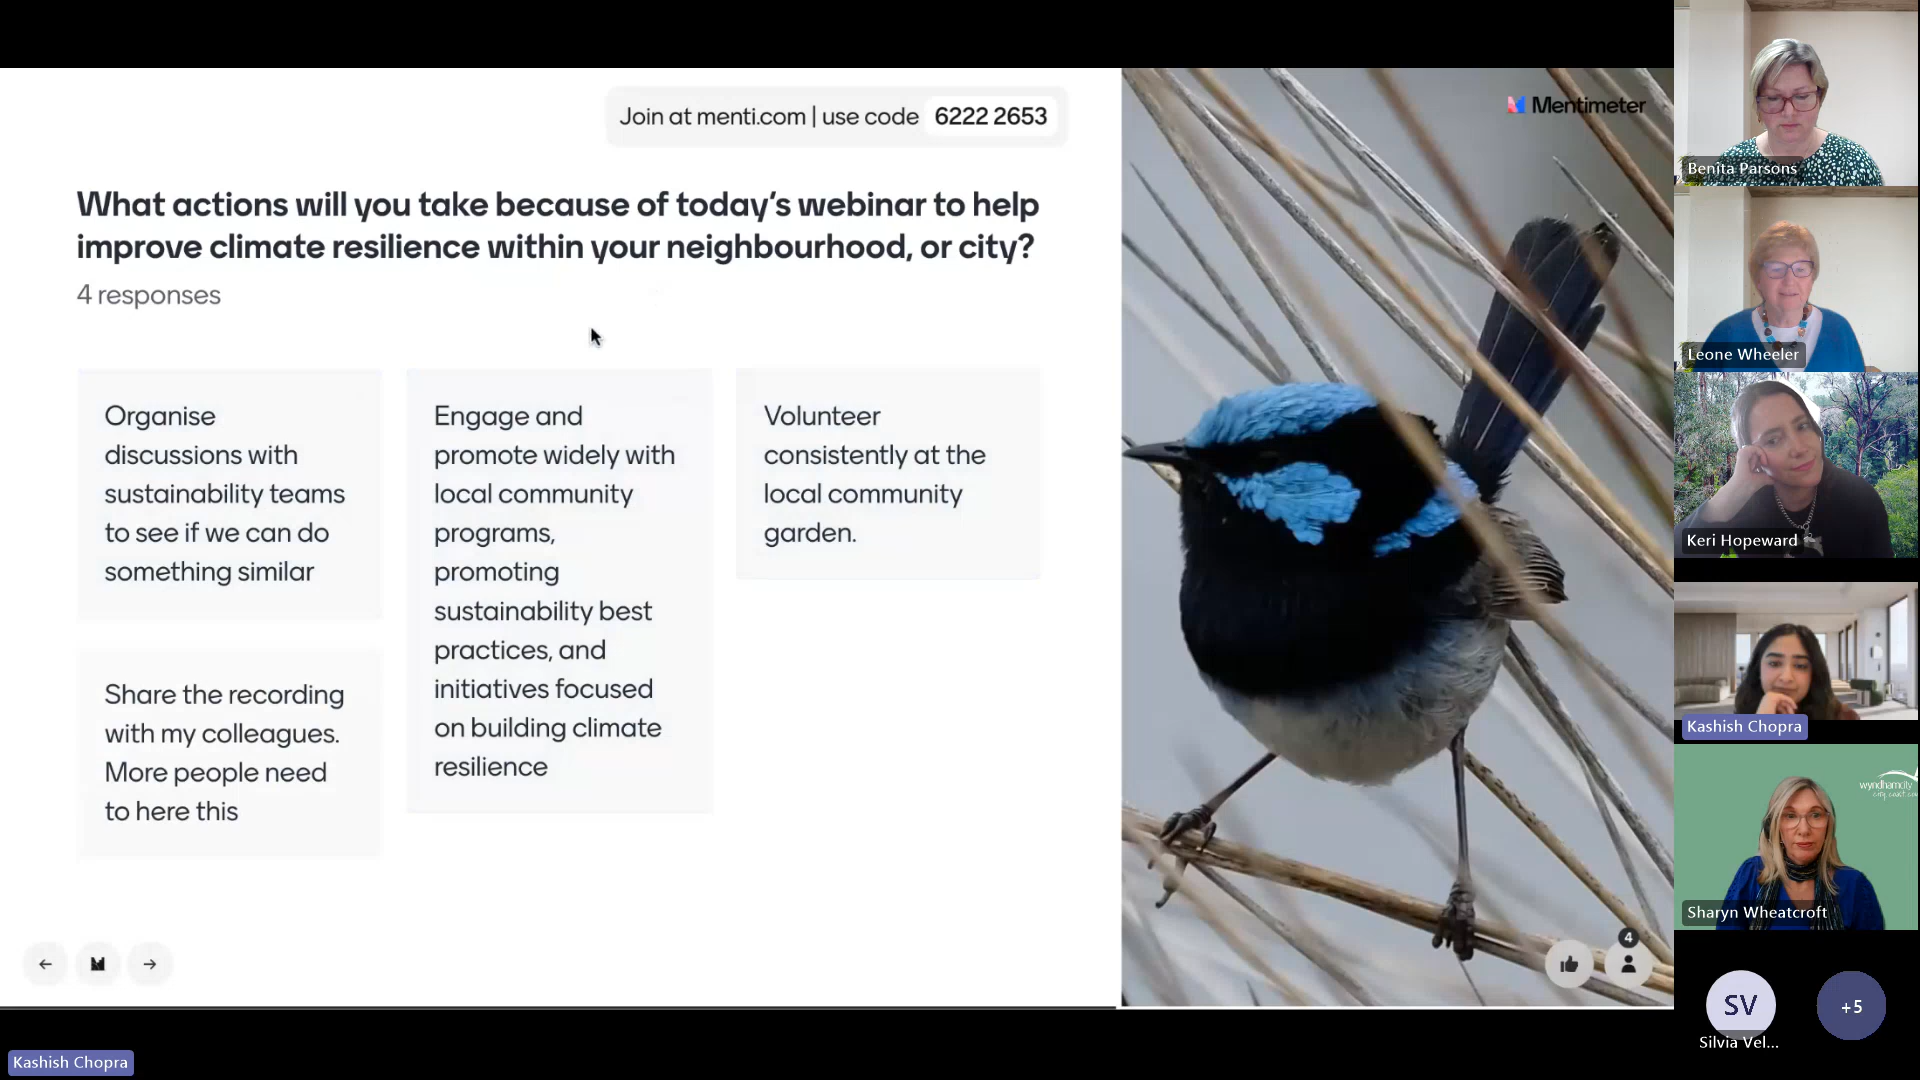 Join at menti.com | use code 6222 2653
Mentimeter
What actions will you take because of today's webinar to help
improve climate resilience within your neighbourhood, or city?
4 responses
Organise
discussions with
sustainability teams
to see if we can do
something similar
Share the recording
with my colleagues.
More people need
to here this
Engage and
promote widely with
local community
programs,
promoting
sustainability best
practices, and
initiatives focused
on building climate
resilience
Volunteer
consistently at the
local community
garden.
4
Kashish Chopra
Benita Parsons
Leone Wheeler
Keri Hopeward
Kashish Chopra
wyndhamcity
Sharyn Wheatcroft
SV
Silvia Vel...
+5